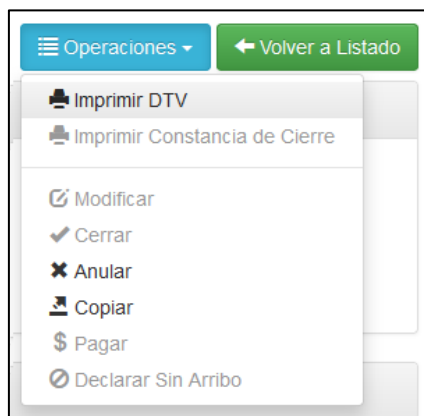 Operaciones
Volver a Listado
Imprimir DTV
Imprimir Constancia de Cierre
Modificar
Cerrar
Anular
Copiar
$ Pagar
Declarar Sin Arribo